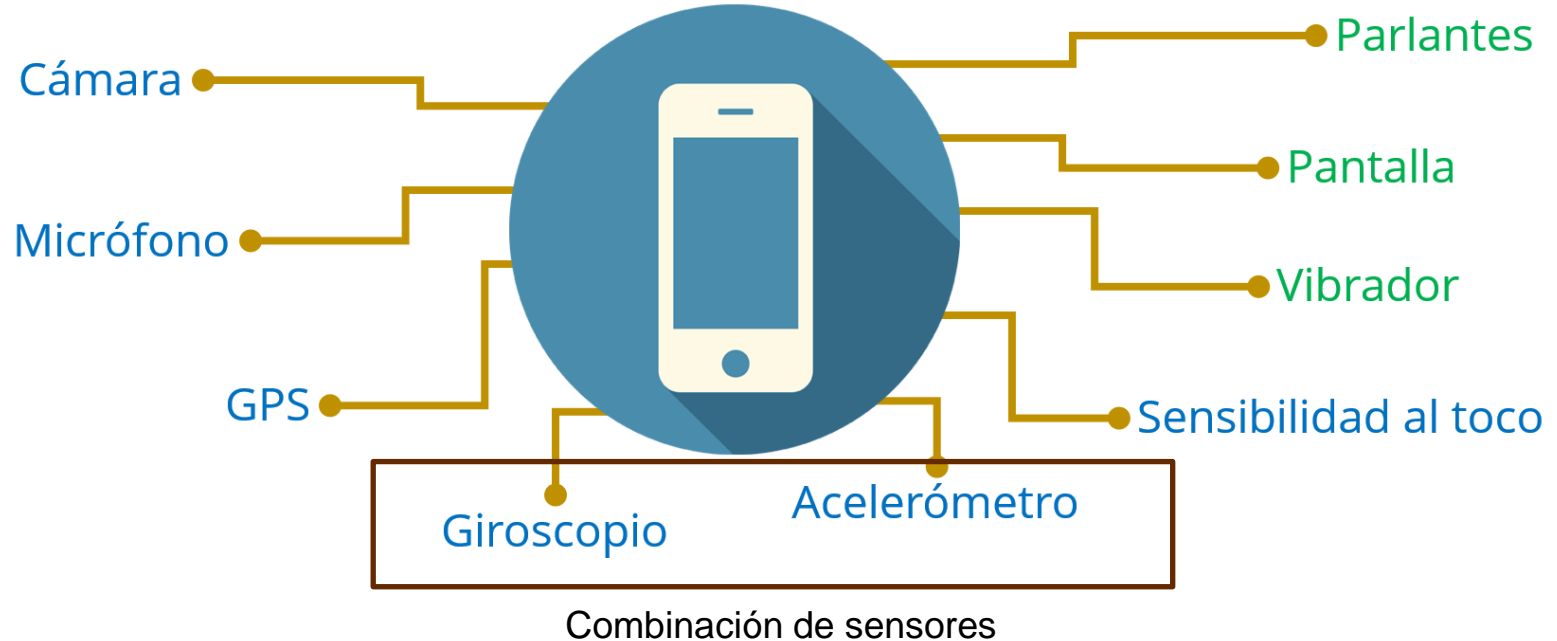 Cámara
Micrófono
GPS
Giroscopio
Acelerómetro
Parlantes
Pantalla
Vibrador
Sensibilidad al toco
Combinación de sensores